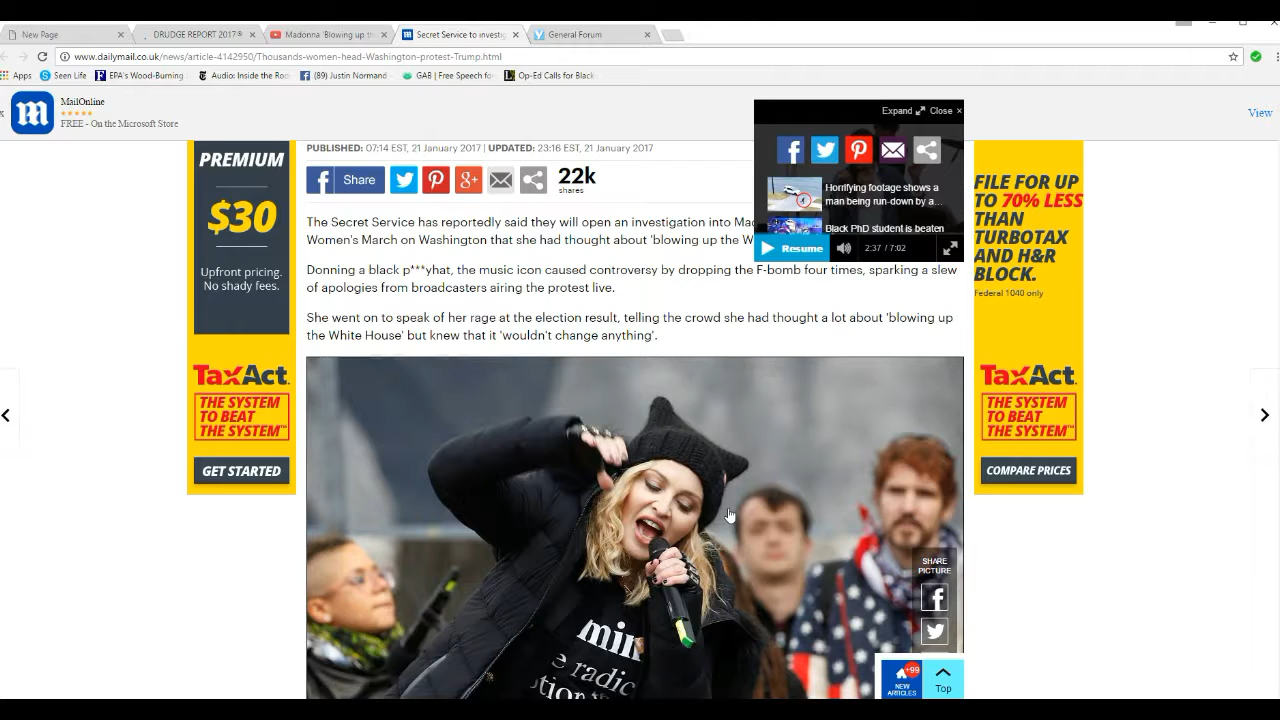 New Page
DRUDGE REPORT 2017®
Madonna 'Blowing up th
Secret Service to investig
General Forum
www.dailymail.co.uk/news/article-4142950/Thousands-women-head-Washington-protest-Trump.html
Apps
Seen Life
EPA's Wood-Burning
Audio: Inside the Roo
(89) Justin Normand
GAB | Free Speech fo
Op-Ed Calls for Black
MailOnline
FREE - On the Microsoft Store
View
Expand
Close ×
PUBLISHED: 07:14 EST, 21 January 2017 | UPDATED: 23:16 EST, 21 January 2017
Share
22k
shares
Horrifying footage shows a
man being run-down by a...
Black PhD student is beaten
Resume
2:37 / 7:02
The Secret Service has reportedly said they will open an investigation into
Women's March on Washington that she had thought about 'blowing up the
Donning a black p***yhat, the music icon caused controversy by dropping the F-bomb four times, sparking a slew
of apologies from broadcasters airing the protest live.
She went on to speak of her rage at the election result, telling the crowd she had thought a lot about 'blowing up
the White House' but knew that it 'wouldn't change anything'.
PREMIUM
$30
Upfront pricing.
No shady fees.
TaxAct.
THE SYSTEM
TO BEAT
THE SYSTEM™
GET STARTED
FILE FOR UP
TO 70% LESS
THAN
TURBOTAX
AND H&R
BLOCK.
Federal 1040 only
TaxAct.
THE SYSTEM
TO BEAT
THE SYSTEM™
COMPARE PRICES
SHARE
PICTURE
+99
NEW
ARTICLES
Top